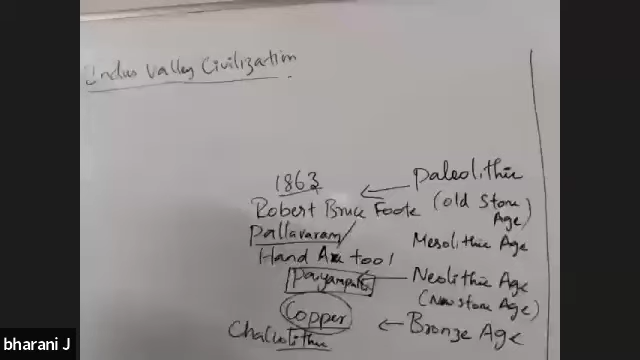 Indus Valley Civilization
1863
Robert Bruce Foote
Pallavaram
Hand Axe tool
Paiyampalli
Copper
Chalcolithic
Paleolithic
(Old Stone
Age)
Mesolithic Age
Neolithic Age
(New stone Age)
Bronze Age
bharani J